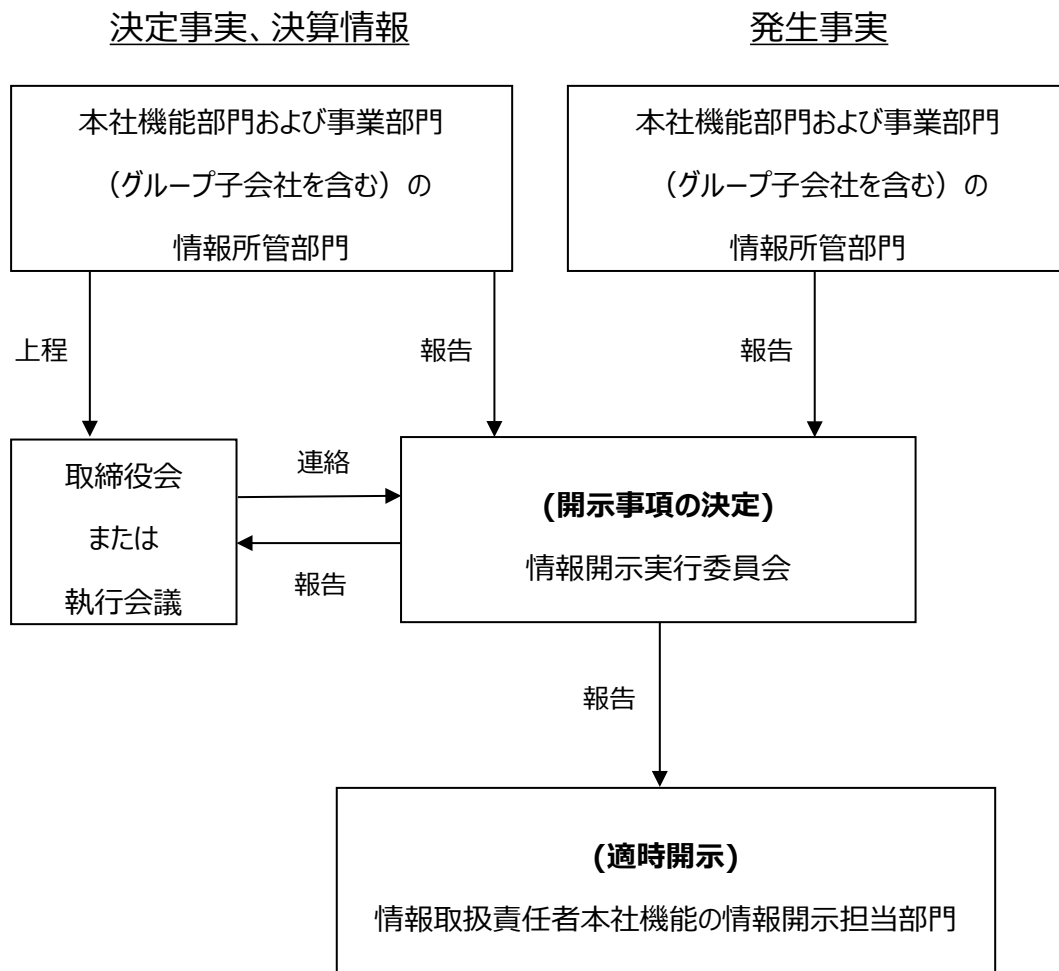 決定事実、決算情報
発生事実
本社機能部門および事業部門
（グループ子会社を含む）の
情報所管部門
本社機能部門および事業部門
（グループ子会社を含む）の
情報所管部門
上程
報告
報告
取締役会
または
執行会議
連絡
報告
(開示事項の決定)
情報開示実行委員会
報告
(適時開示)
情報取扱責任者本社機能の情報開示担当部門